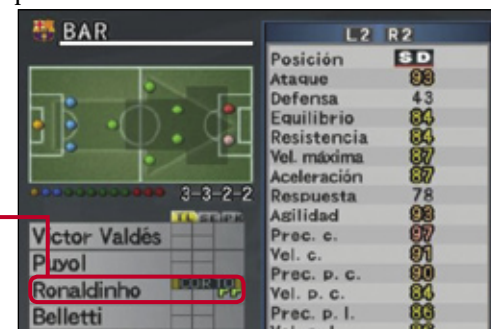 BAR
L2 R2
Posición SD
Ataque 93
Defensa 43
Equilibrio 84
Resistencia 84
Vel. máxima 87
Aceleración 87
Respuesta 78
Agilidad 93
Prec. c. 97
Vel. c. 91
Prec. p. c. 90
Vel. p. c. 84
Prec. p. l. 86
3-3-2-2
Víctor Valdés
Puyol
Ronaldinho CORTO
Belletti